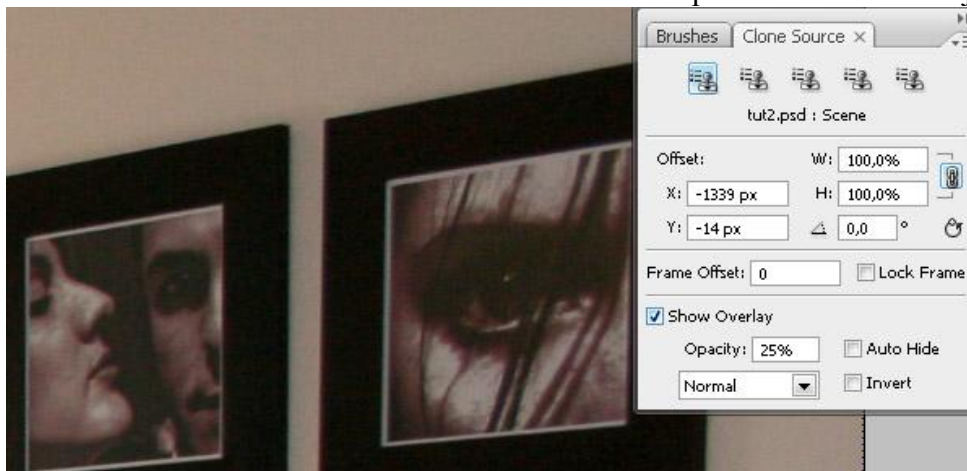 Brushes Clone Source ×
tut2.psd : Scene
Offset: W: 100,0%
X: -1339 px H: 100,0%
Y: -14 px 0,0 °
Frame Offset: 0 Lock Frame
Show Overlay
Opacity: 25% Auto Hide
Normal Invert